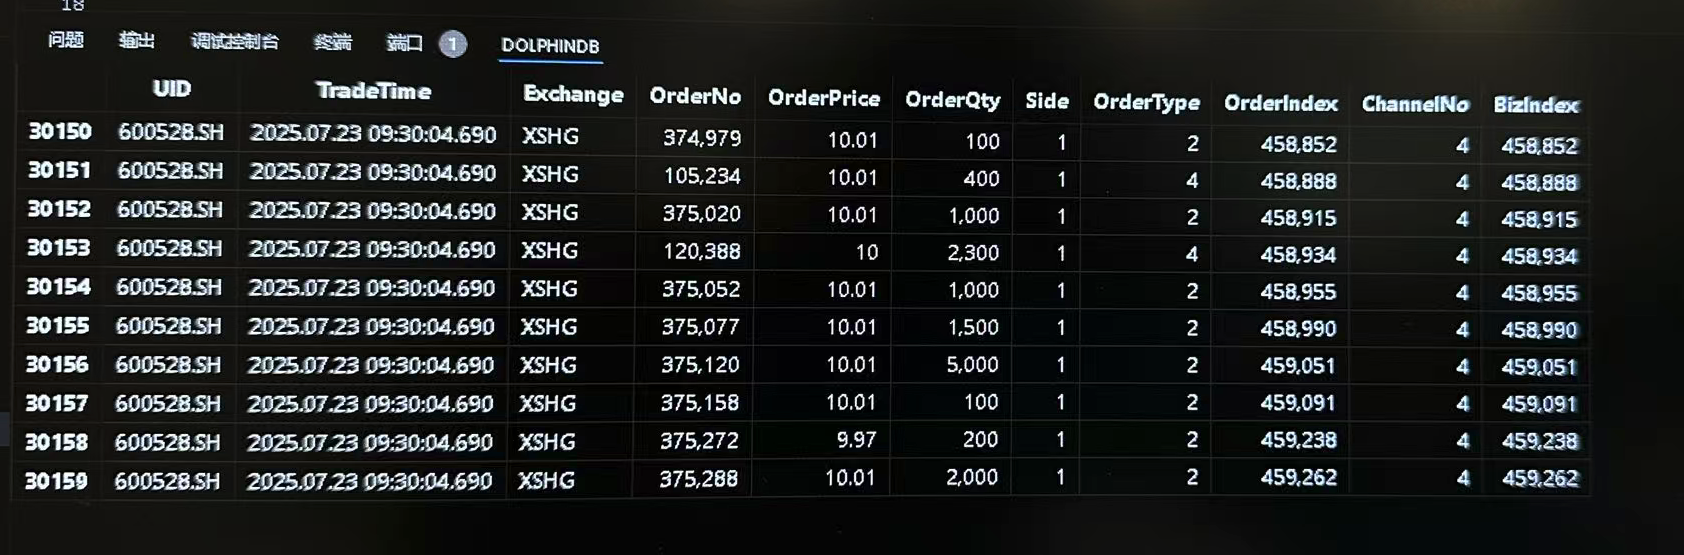 18
问题 输出 调试控制台 终端 端口 1 DOLPHINDB
UID TradeTime Exchange OrderNo OrderPrice OrderQty Side OrderType OrderIndex ChannelNo BizIndex
30150 600528.SH 2025.07.23 09:30:04.690 XSHG 374,979 10.01 100 1 2 458,852 4 458,852
30151 600528.SH 2025.07.23 09:30:04.690 XSHG 105,234 10.01 400 1 4 458,888 4 458,888
30152 600528.SH 2025.07.23 09:30:04.690 XSHG 375,020 10.01 1,000 1 2 458,915 4 458,915
30153 600528.SH 2025.07.23 09:30:04.690 XSHG 120,388 10 2,300 1 4 458,934 4 458,934
30154 600528.SH 2025.07.23 09:30:04.690 XSHG 375,052 10.01 1,000 1 2 458,955 4 458,955
30155 600528.SH 2025.07.23 09:30:04.690 XSHG 375,077 10.01 1,500 1 2 458,990 4 458,990
30156 600528.SH 2025.07.23 09:30:04.690 XSHG 375,120 10.01 5,000 1 2 459,051 4 459,051
30157 600528.SH 2025.07.23 09:30:04.690 XSHG 375,158 10.01 100 1 2 459,091 4 459,091
30158 600528.SH 2025.07.23 09:30:04.690 XSHG 375,272 9.97 200 1 2 459,238 4 459,238
30159 600528.SH 2025.07.23 09:30:04.690 XSHG 375,288 10.01 2,000 1 2 459,262 4 459,262